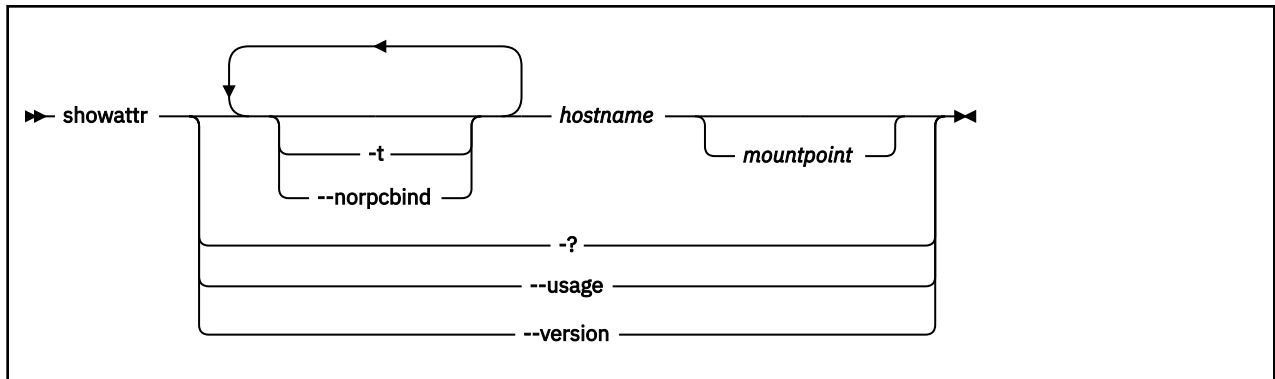 showattr hostname
-t mountpoint
--norpcbind
-?
--usage
--version